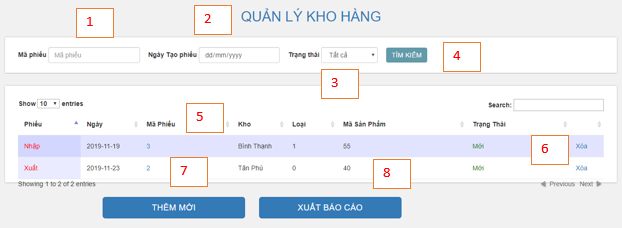 1
2
QUẢN LÝ KHO HÀNG
Mã phiếu Mã phiếu Ngày Tạo phiếu dd/mm/yyyy Trạng thái Tất cả TÌM KIẾM 4
3
Show 10 entries Search:
5
Phiếu Ngày Mã Phiếu Kho Loại Mã Sản Phẩm Trạng Thái
Nhập 2019-11-19 3 Bình Thạnh 1 55 Mới 6 Xóa
Xuất 2019-11-23 2 7 Tân Phú 0 40 8 Mới Xóa
Showing 1 to 2 of 2 entries Previous Next
THÊM MỚI XUẤT BÁO CÁO